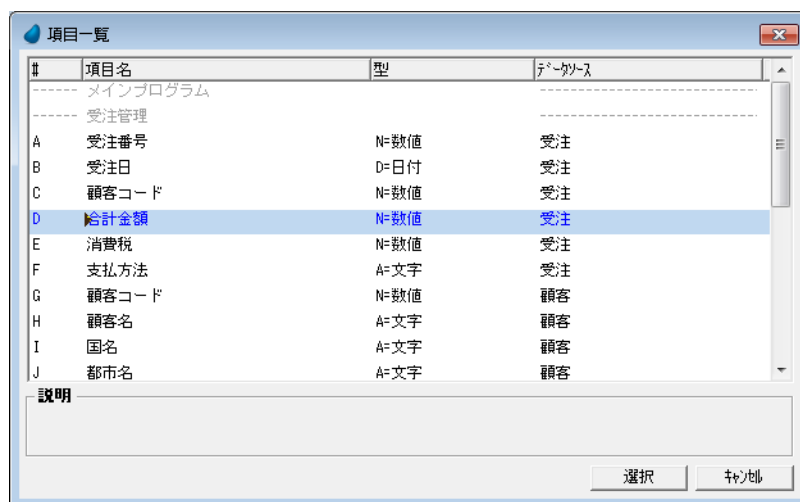 項目一覧
# 項目名 型 ﾃﾞｰﾀｿｰｽ
------ メインプログラム ------------------------
------ 受注管理 ------------------------
A 受注番号 N=数値 受注
B 受注日 D=日付 受注
C 顧客コード N=数値 受注
D 合計金額 N=数値 受注
E 消費税 N=数値 受注
F 支払方法 A=文字 受注
G 顧客コード N=数値 顧客
H 顧客名 A=文字 顧客
I 国名 A=文字 顧客
J 都市名 A=文字 顧客
説明
選択 ｷｬﾝｾﾙ